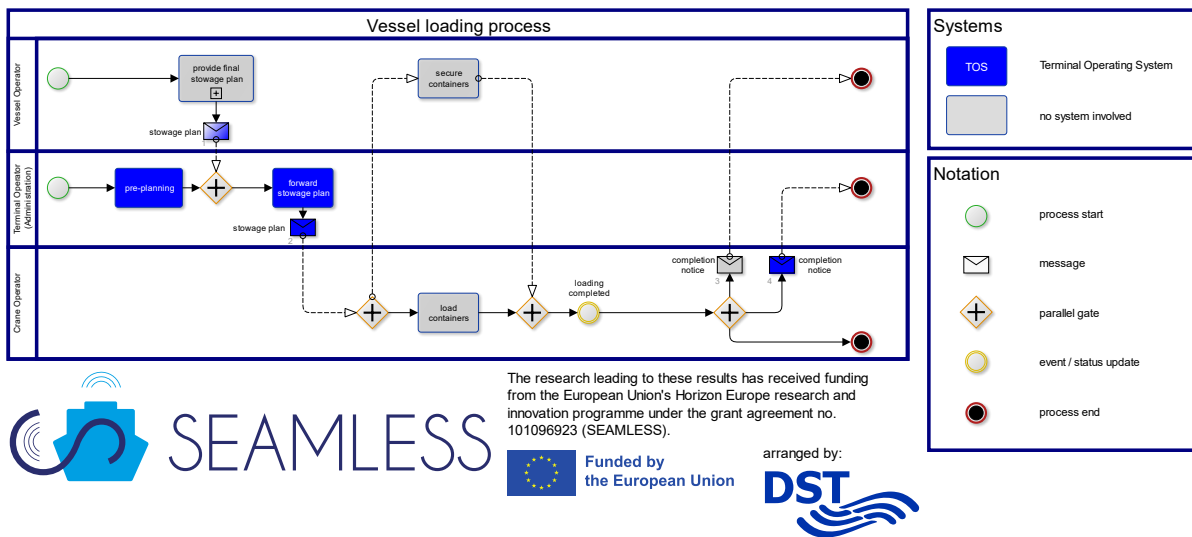 Vessel loading process
Vessel Operator
provide final
stowage plan
stowage plan
1
secure
containers
Terminal Operator
(Administration)
pre-planning
forward
stowage plan
stowage plan
2
Crane Operator
load
containers
loading
completed
completion
notice
3
completion
notice
4
Systems
TOS
Terminal Operating System
no system involved
Notation
process start
message
parallel gate
event / status update
process end
SEAMLESS
The research leading to these results has received funding
from the European Union's Horizon Europe research and
innovation programme under the grant agreement no.
101096923 (SEAMLESS).
Funded by
the European Union
arranged by:
DST